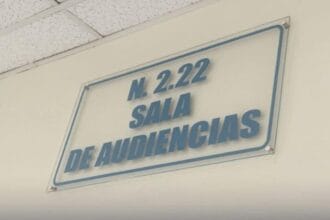 N. 2.22
SALA
DE AUDIENCIAS